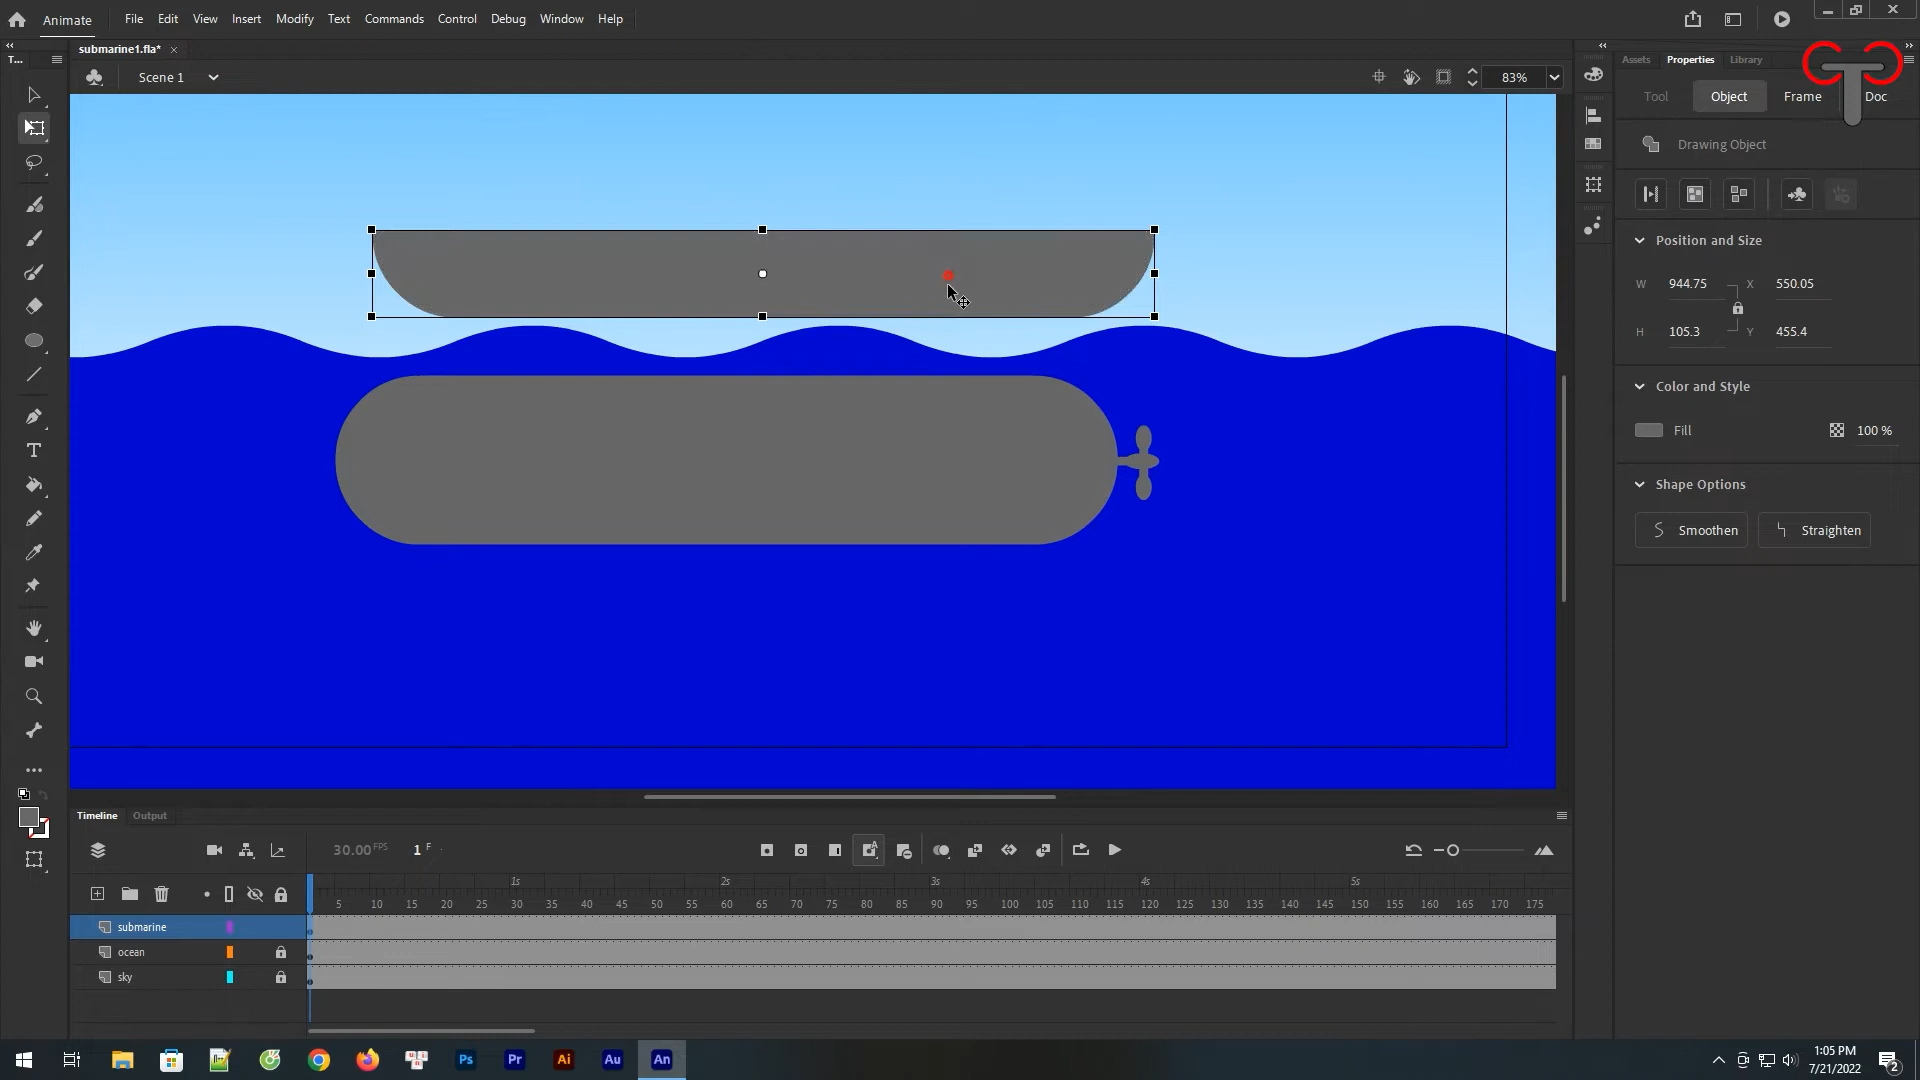 Animate File Edit View Insert Modify Text Commands Control Debug Window Help
submarine1.fla*
T...
Scene 1
83%
Assets Properties Library
Tool Object Frame Doc
Drawing Object
Position and Size
W 944.75 X 550.05
H 105.3 Y 455.4
Color and Style
Fill 100 %
Shape Options
Smoothen Straighten
Timeline Output
30.00 FPS 1 F
1s 2s 3s 4s 5s
5 10 15 20 25 30 35 40 45 50 55 60 65 70 75 80 85 90 95 100 105 110 115 120 125 130 135 140 145 150 155 160 165 170 175
submarine
ocean
sky
Ps Pr Ai Au An
1:05 PM
7/21/2022
2